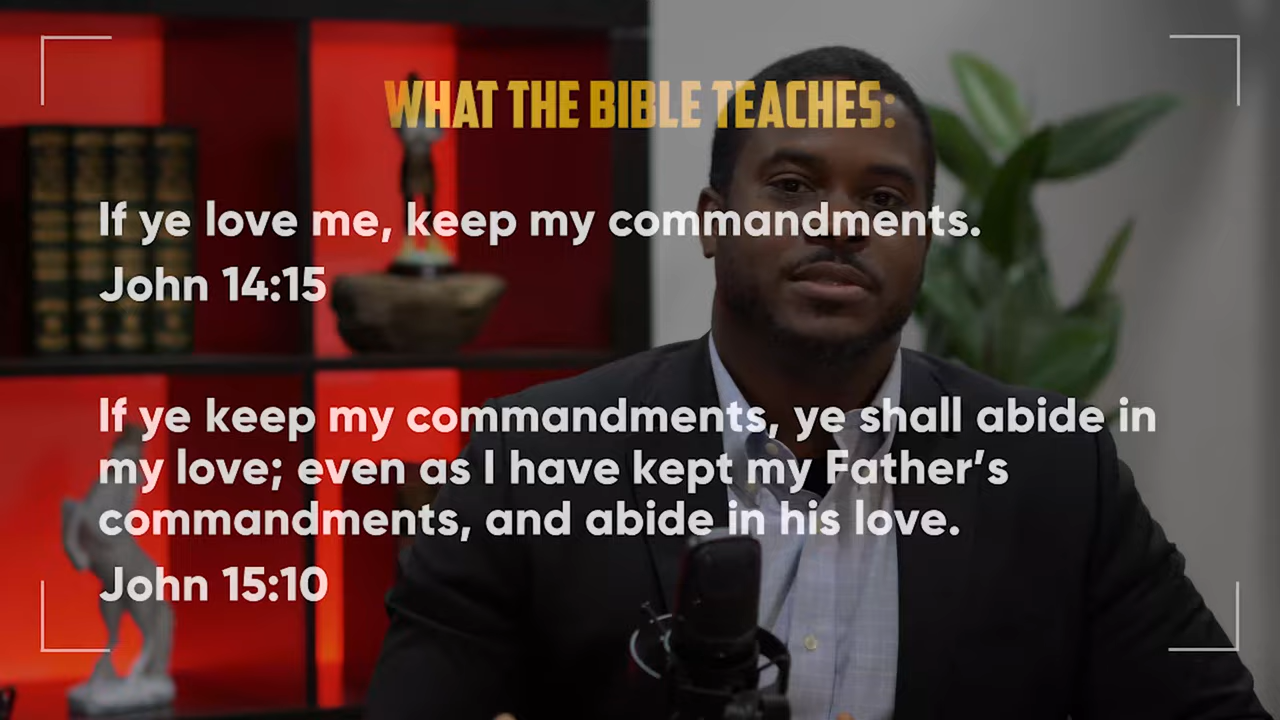 WHAT THE BIBLE TEACHES:
If ye love me, keep my commandments.
John 14:15
If ye keep my commandments, ye shall abide in
my love; even as I have kept my Father’s
commandments, and abide in his love.
John 15:10